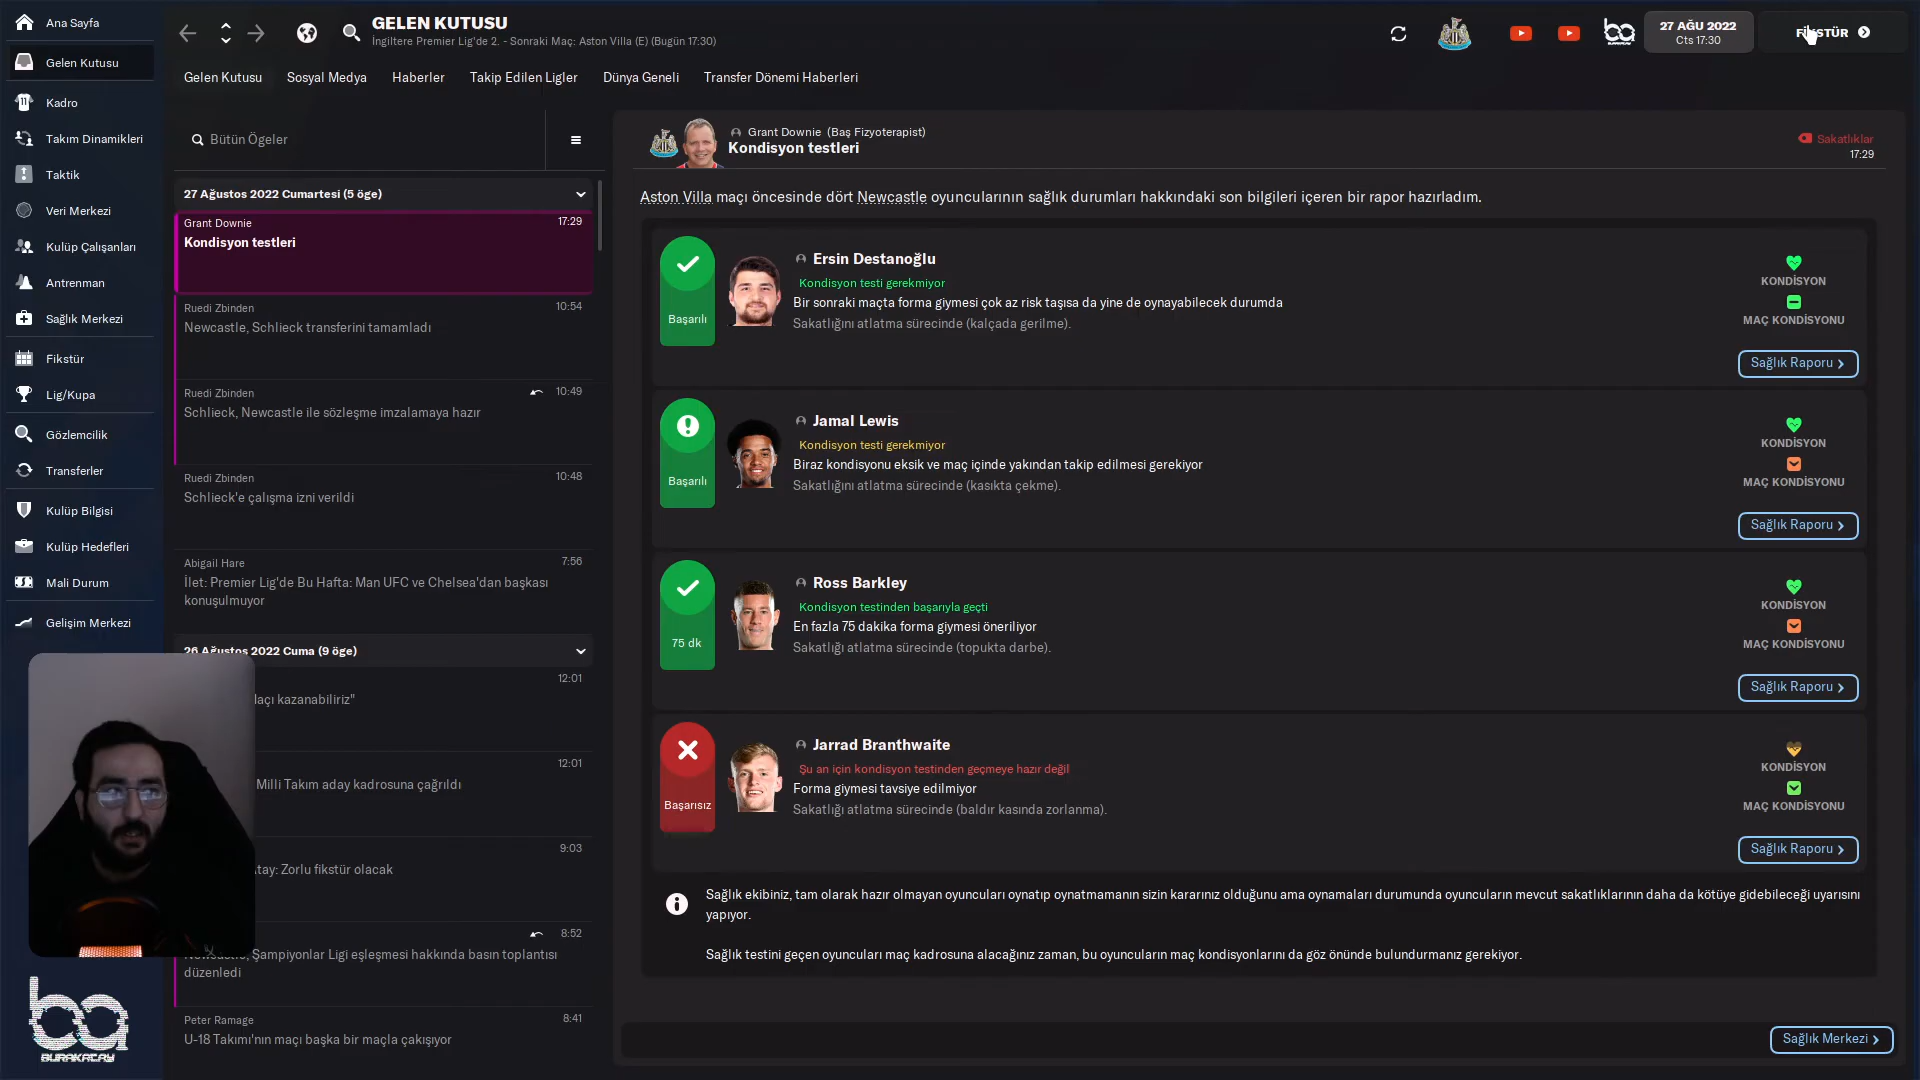 Ana Sayfa
Gelen Kutusu
Kadro
Takım Dinamikleri
Taktik
Veri Merkezi
Kulüp Çalışanları
Antrenman
Sağlık Merkezi
Fikstür
Lig/Kupa
Gözlemcilik
Transferler
Kulüp Bilgisi
Kulüp Hedefleri
Mali Durum
Gelişim Merkezi
ba
BURAKATAY
GELEN KUTUSU
İngiltere Premier Lig'de 2. - Sonraki Maç: Aston Villa (E) (Bugün 17:30)
ba
27 AĞU 2022
Cts 17:30
FİKSTÜR
Gelen Kutusu
Sosyal Medya
Haberler
Takip Edilen Ligler
Dünya Geneli
Transfer Dönemi Haberleri
Bütün Ögeler
27 Ağustos 2022 Cumartesi (5 öge)
Grant Downie 17:29
Kondisyon testleri
Ruedi Zbinden 10:54
Newcastle, Schlieck transferini tamamladı
Ruedi Zbinden 10:49
Schlieck, Newcastle ile sözleşme imzalamaya hazır
Ruedi Zbinden 10:48
Schlieck'e çalışma izni verildi
Abigail Hare 7:56
İlet: Premier Lig'de Bu Hafta: Man UFC ve Chelsea'dan başkası
konuşulmuyor
26 Ağustos 2022 Cuma (9 öge)
12:01
kazanabiliriz"
12:01
Milli Takım aday kadrosuna çağrıldı
9:03
Zorlu fikstür olacak
8:52
Newcastle, Şampiyonlar Ligi eşleşmesi hakkında basın toplantısı
düzenledi
Peter Ramage 8:41
U-18 Takımı'nın maçı başka bir maçla çakışıyor
Grant Downie (Baş Fizyoterapist)
Kondisyon testleri
Sakatlıklar
17:29
Aston Villa maçı öncesinde dört Newcastle oyuncularının sağlık durumları hakkındaki son bilgileri içeren bir rapor hazırladım.
Başarılı
Ersin Destanoğlu
Kondisyon testi gerekmiyor
Bir sonraki maçta forma giymesi çok az risk taşısa da yine de oynayabilecek durumda
Sakatlığını atlatma sürecinde (kalçada gerilme).
KONDİSYON
MAÇ KONDİSYONU
Sağlık Raporu
Başarılı
Jamal Lewis
Kondisyon testi gerekmiyor
Biraz kondisyonu eksik ve maç içinde yakından takip edilmesi gerekiyor
Sakatlığını atlatma sürecinde (kasıkta çekme).
KONDİSYON
MAÇ KONDİSYONU
Sağlık Raporu
75 dk
Ross Barkley
Kondisyon testinden başarıyla geçti
En fazla 75 dakika forma giymesi öneriliyor
Sakatlığı atlatma sürecinde (topukta darbe).
KONDİSYON
MAÇ KONDİSYONU
Sağlık Raporu
Başarısız
Jarrad Branthwaite
Şu an için kondisyon testinden geçmeye hazır değil
Forma giymesi tavsiye edilmiyor
Sakatlığı atlatma sürecinde (baldır kasında zorlanma).
KONDİSYON
MAÇ KONDİSYONU
Sağlık Raporu
Sağlık ekibiniz, tam olarak hazır olmayan oyuncuları oynatıp oynatmamanın sizin kararınız olduğunu ama oynamaları durumunda oyuncuların mevcut sakatlıklarının daha da kötüye gidebileceği uyarısını
yapıyor.
Sağlık testini geçen oyuncuları maç kadrosuna alacağınız zaman, bu oyuncuların maç kondisyonlarını da göz önünde bulundurmanız gerekiyor.
Sağlık Merkezi